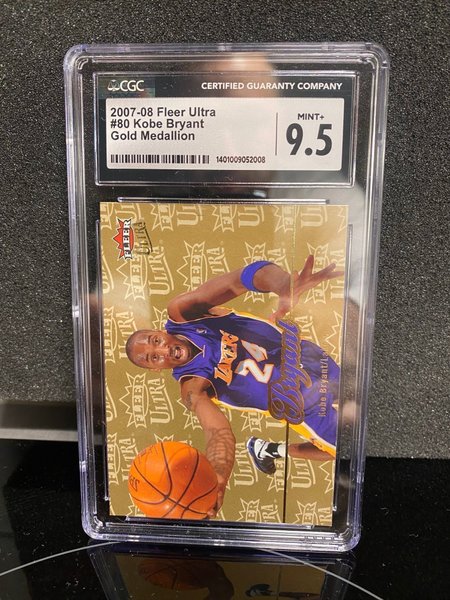 CGC
CERTIFIED GUARANTY COMPANY
2007-08 Fleer Ultra
#80 Kobe Bryant
Gold Medallion
MINT+
9.5
1401009052008
FLEER
ULTRA
LAKERS
24
Bryant
Kobe Bryant/